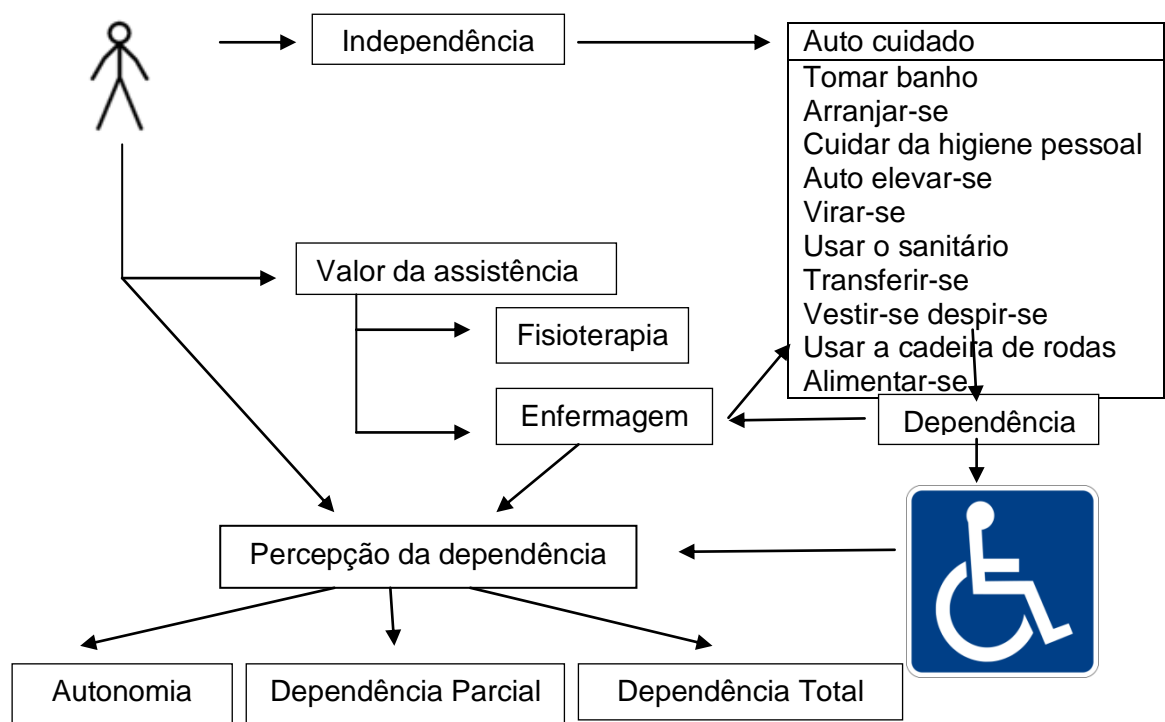 Independência
Auto cuidado
Tomar banho
Arranjar-se
Cuidar da higiene pessoal
Auto elevar-se
Virar-se
Usar o sanitário
Transferir-se
Vestir-se despir-se
Usar a cadeira de rodas
Alimentar-se
Valor da assistência
Fisioterapia
Enfermagem
Dependência
Percepção da dependência
Autonomia
Dependência Parcial
Dependência Total